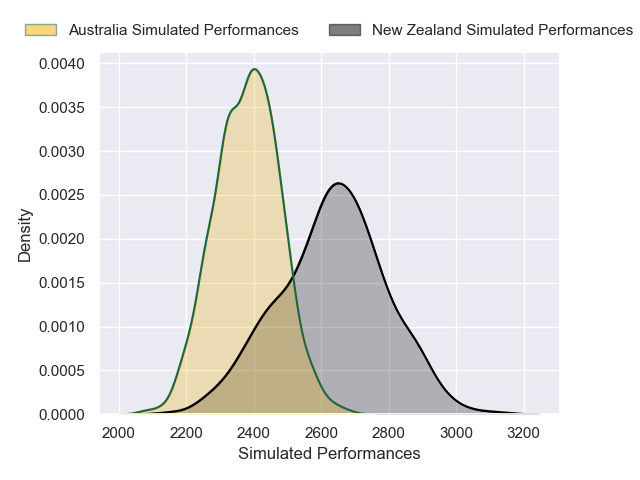 Australia Simulated Performances
New Zealand Simulated Performances
0.0040
0.0035
0.0030
0.0025
0.0020
0.0015
0.0010
0.0005
0.0000
Density
2000 2200 2400 2600 2800 3000 3200
Simulated Performances